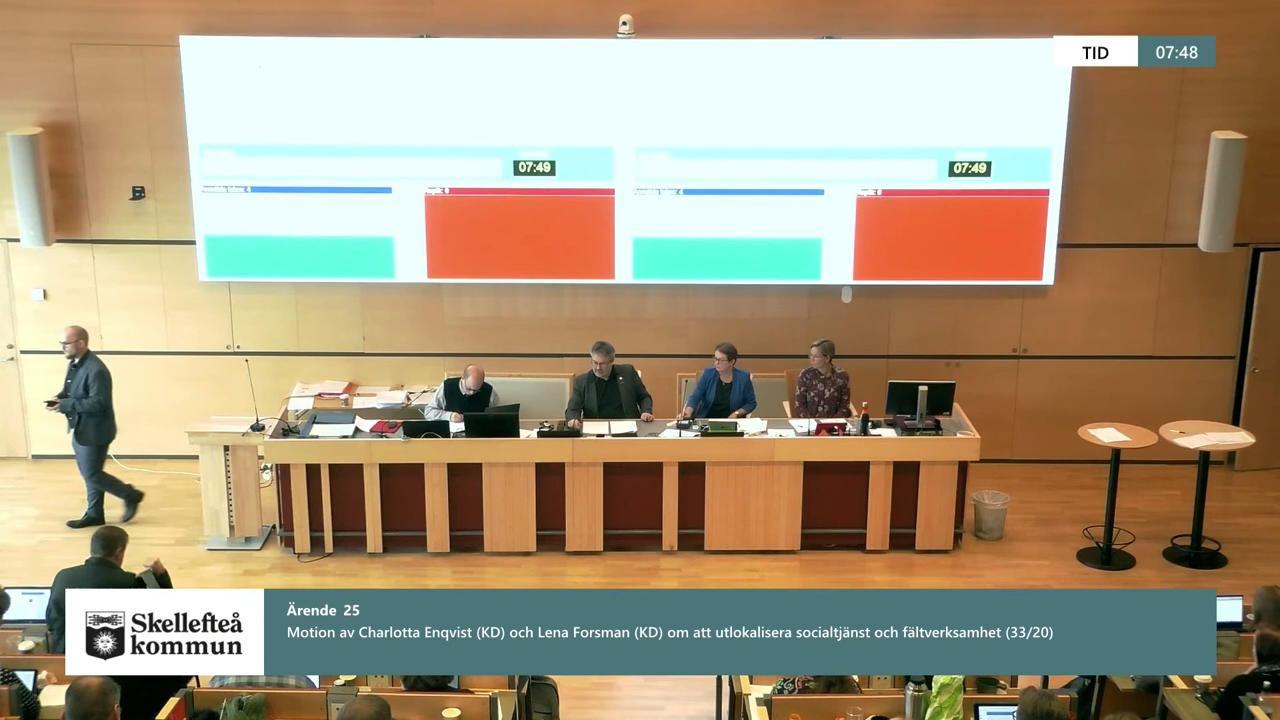 TID 07:48
07:49 07:49
Skellefteå
kommun
Ärende 25
Motion av Charlotta Enqvist (KD) och Lena Forsman (KD) om att utlokalisera socialtjänst och fältverksamhet (33/20)